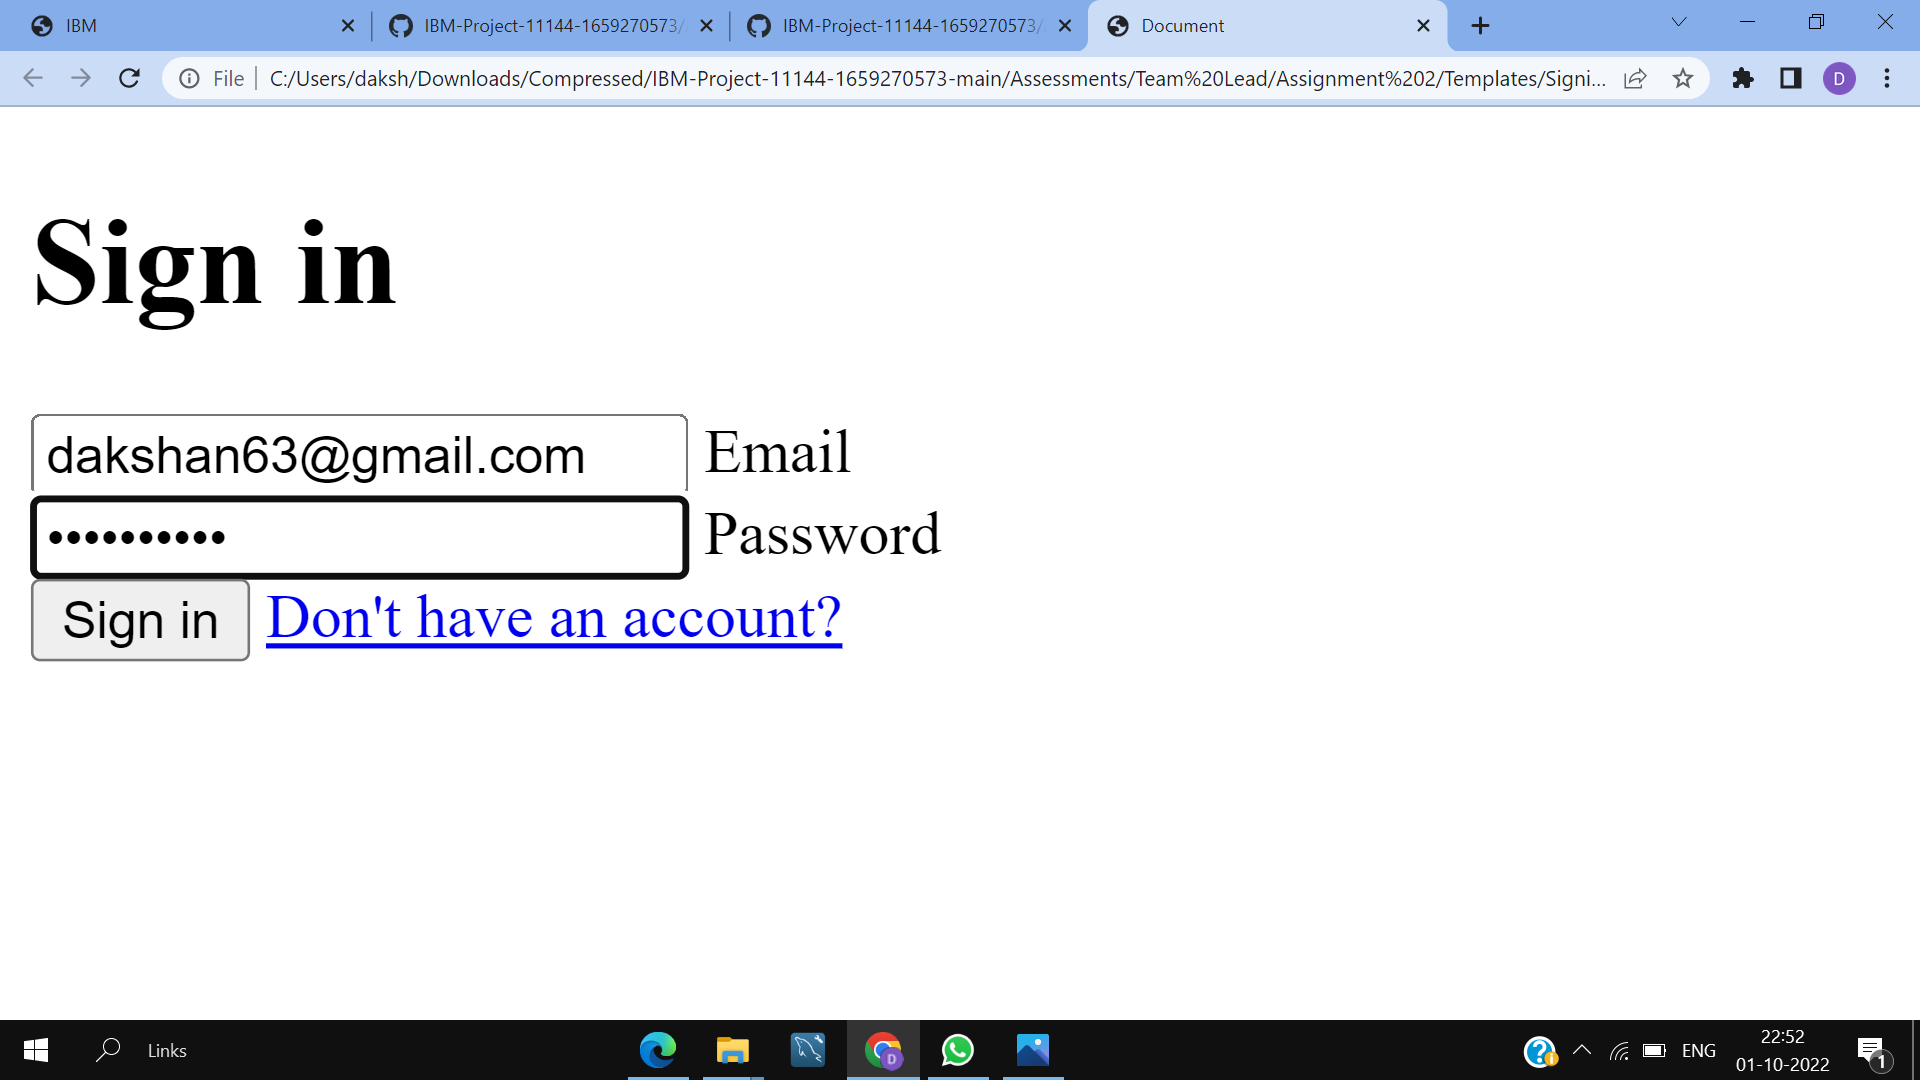 IBM
IBM-Project-11144-1659270573/
IBM-Project-11144-1659270573/
Document
File
C:/Users/daksh/Downloads/Compressed/IBM-Project-11144-1659270573-main/Assessments/Team%20Lead/Assignment%202/Templates/Signi...
D
Sign in
dakshan63@gmail.com Email
•••••••••• Password
Sign in Don't have an account?
Links
D
ENG
22:52
01-10-2022
1